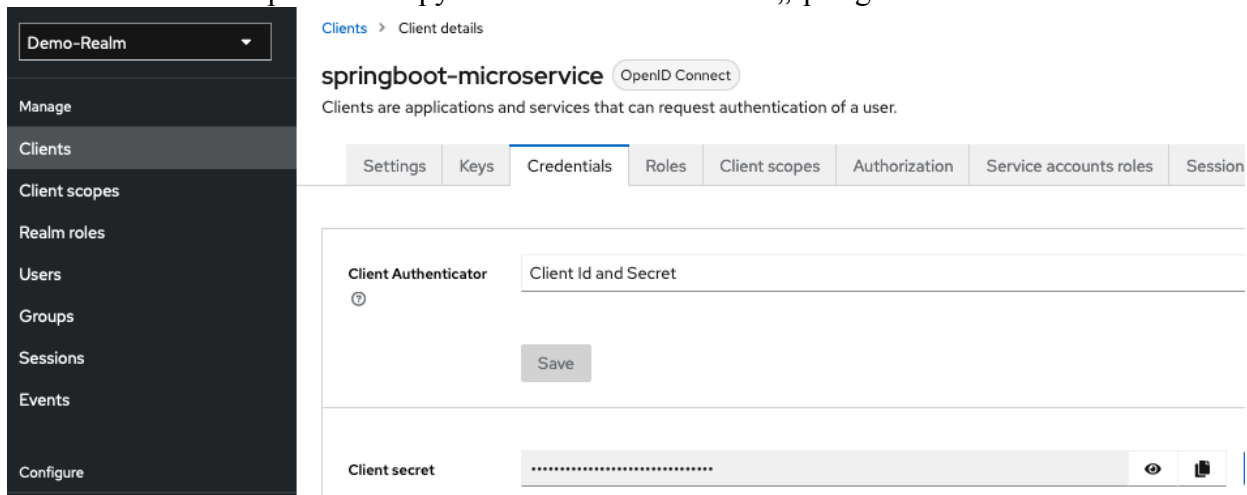 Demo-Realm
Manage
Clients
Client scopes
Realm roles
Users
Groups
Sessions
Events
Configure
Clients > Client details
springboot-microservice OpenID Connect
Clients are applications and services that can request authentication of a user.
Settings Keys Credentials Roles Client scopes Authorization Service accounts roles Session
Client Authenticator Client Id and Secret
Save
Client secret ································